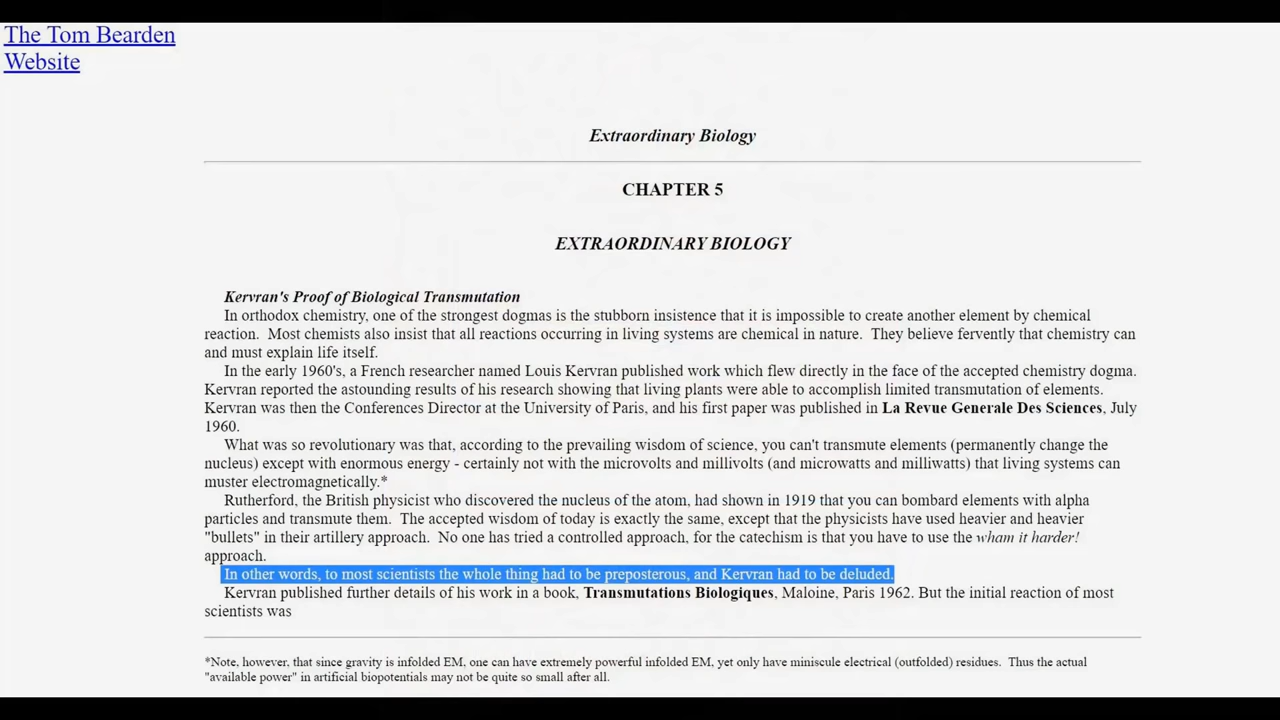 The Tom Bearden
Website
Extraordinary Biology
CHAPTER 5
EXTRAORDINARY BIOLOGY
Kervran's Proof of Biological Transmutation
In orthodox chemistry, one of the strongest dogmas is the stubborn insistence that it is impossible to create another element by chemical
reaction.  Most chemists also insist that all reactions occurring in living systems are chemical in nature.  They believe fervently that chemistry can
and must explain life itself.
In the early 1960's, a French researcher named Louis Kervran published work which flew directly in the face of the accepted chemistry dogma.
Kervran reported the astounding results of his research showing that living plants were able to accomplish limited transmutation of elements.
Kervran was then the Conferences Director at the University of Paris, and his first paper was published in La Revue Generale Des Sciences, July
1960.
What was so revolutionary was that, according to the prevailing wisdom of science, you can't transmute elements (permanently change the
nucleus) except with enormous energy - certainly not with the microvolts and millivolts (and microwatts and milliwatts) that living systems can
muster electromagnetically.*
Rutherford, the British physicist who discovered the nucleus of the atom, had shown in 1919 that you can bombard elements with alpha
particles and transmute them.  The accepted wisdom of today is exactly the same, except that the physicists have used heavier and heavier
"bullets" in their artillery approach.  No one has tried a controlled approach, for the catechism is that you have to use the wham it harder!
approach.
In other words, to most scientists the whole thing had to be preposterous, and Kervran had to be deluded.
Kervran published further details of his work in a book, Transmutations Biologiques, Maloine, Paris 1962. But the initial reaction of most
scientists was
*Note, however, that since gravity is infolded EM, one can have extremely powerful infolded EM, yet only have miniscule electrical (outfolded) residues.  Thus the actual
"available power" in artificial biopotentials may not be quite so small after all.